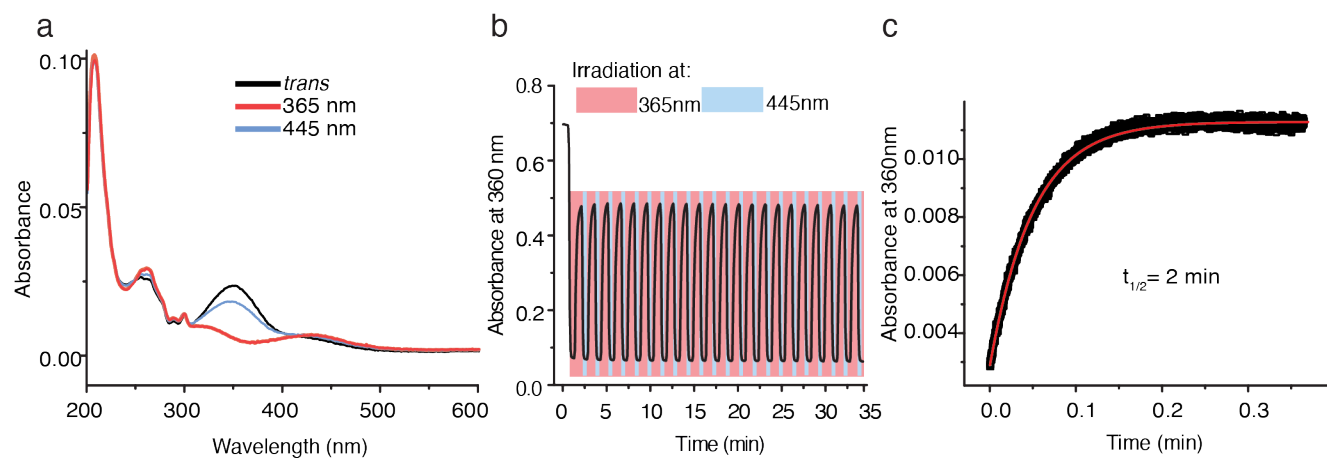 a
0.10
0.05
0.00
Absorbance
trans
365 nm
445 nm
200
300
400
500
600
Wavelength (nm)
b
Irradiation at:
365nm
445nm
0.8
0.6
0.4
0.2
0.0
Absorbance at 360 nm
0 5 10 15 20 25 30 35
Time (min)
c
0.010
0.008
0.006
0.004
Absorbance at 360nm
t1/2= 2 min
0.0 0.1 0.2 0.3
Time (min)